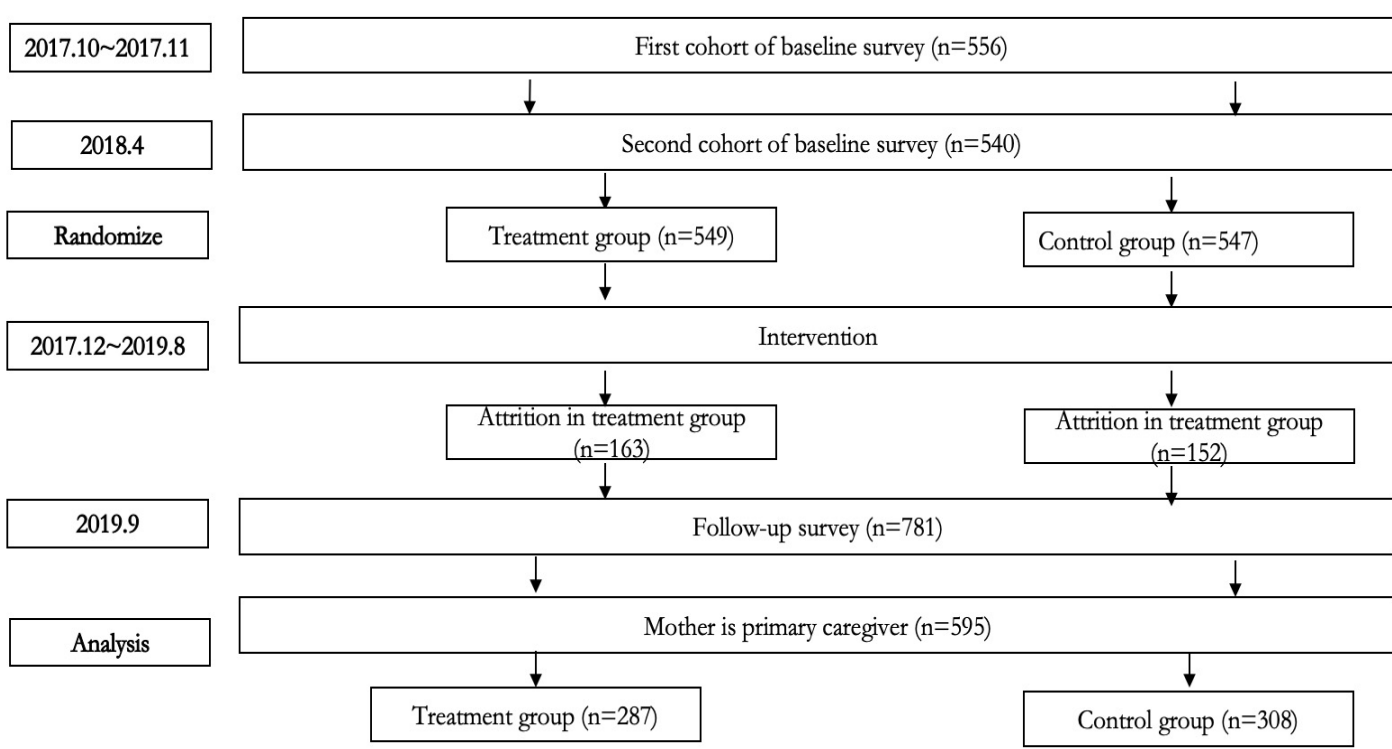 2017.10~2017.11
First cohort of baseline survey (n=556)
2018.4
Second cohort of baseline survey (n=540)
Randomize
Treatment group (n=549)
Control group (n=547)
2017.12~2019.8
Intervention
Attrition in treatment group
(n=163)
Attrition in treatment group
(n=152)
2019.9
Follow-up survey (n=781)
Analysis
Mother is primary caregiver (n=595)
Treatment group (n=287)
Control group (n=308)